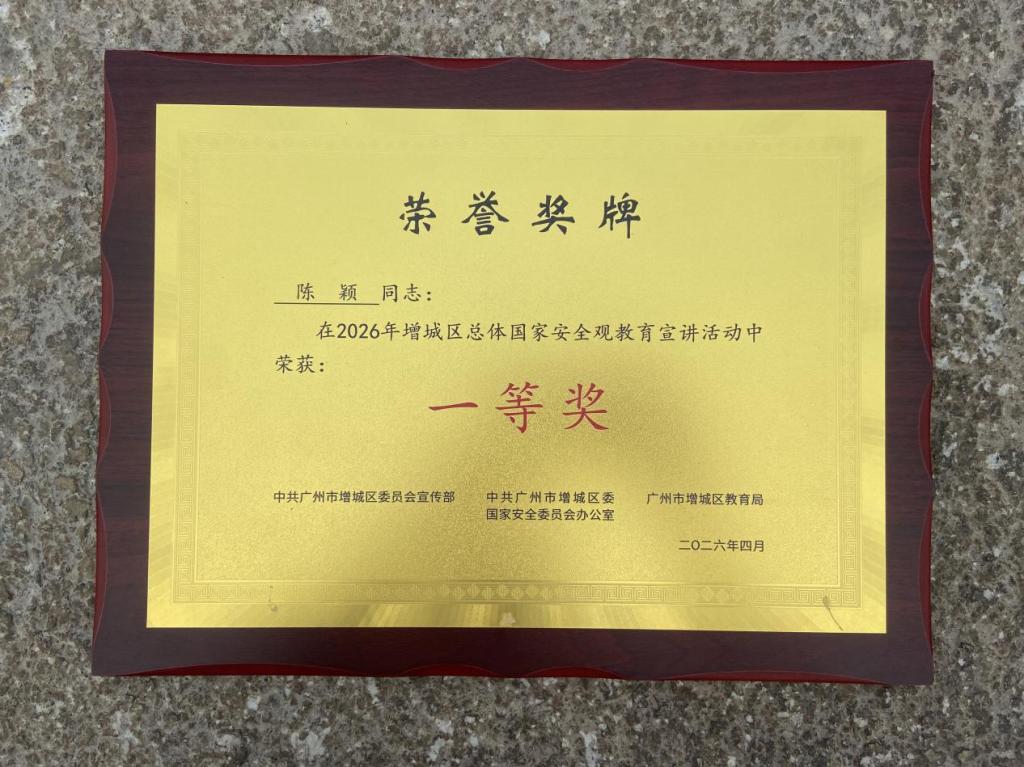 荣誉奖牌
陈 颖 同志：
在2026年增城区总体国家安全观教育宣讲活动中
荣获：
一等奖
中共广州市增城区委员会宣传部
中共广州市增城区委
国家安全委员会办公室
广州市增城区教育局
二〇二六年四月